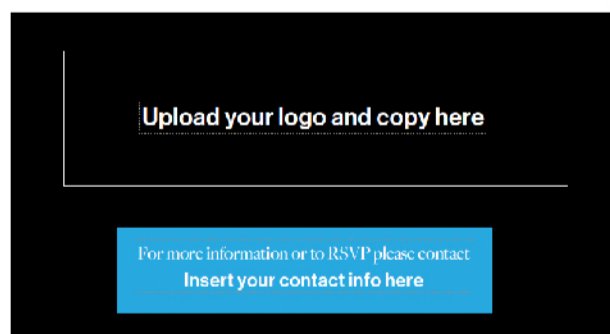 Upload your logo and copy here
For more information or to RSVP please contact
Insert your contact info here